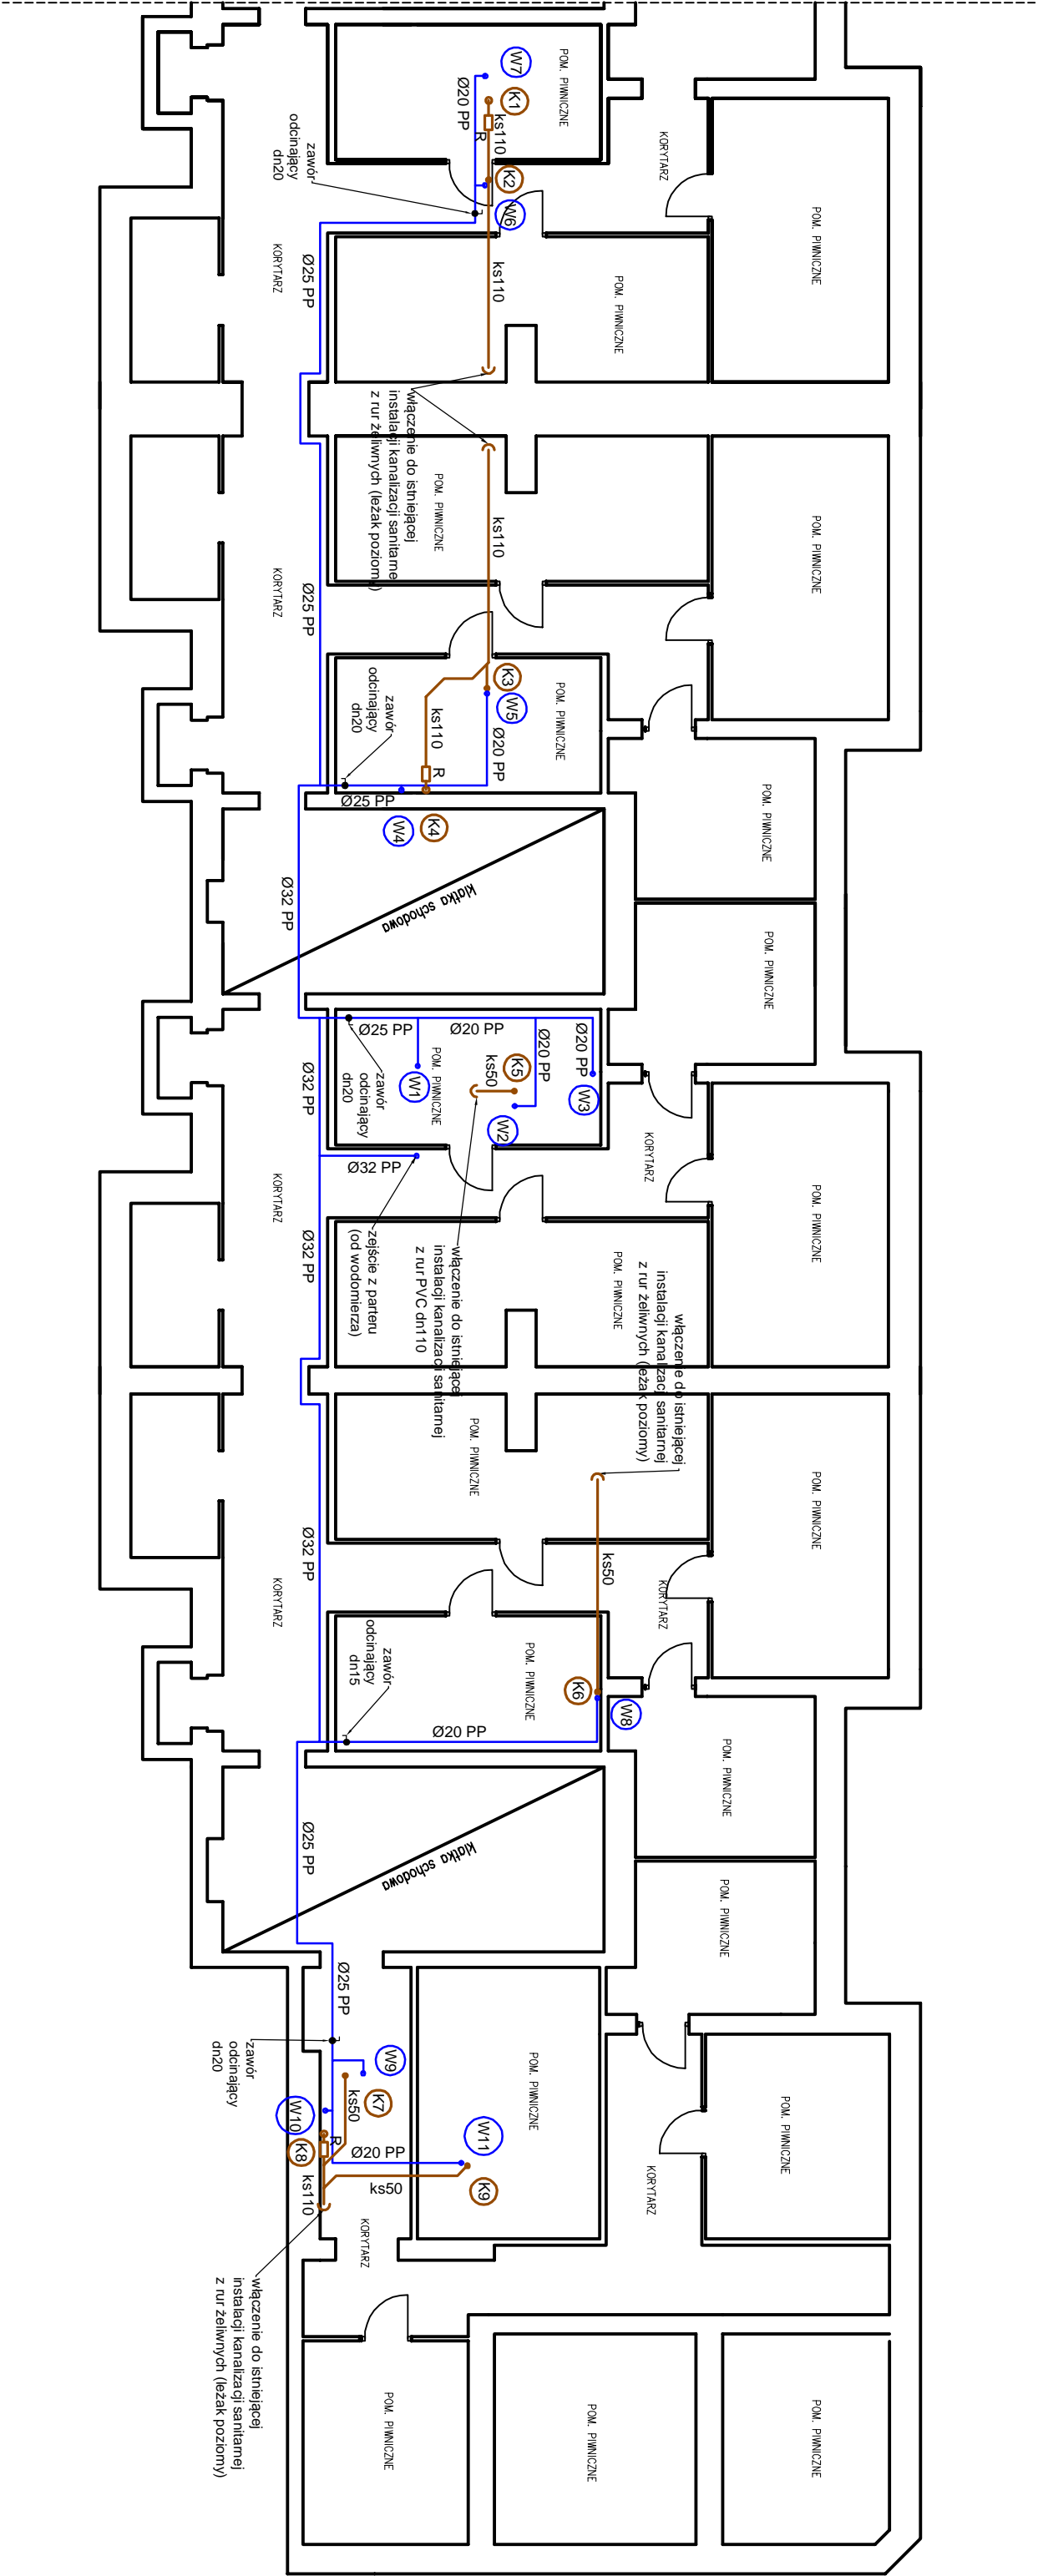 W7
K1
Ø20 PP
ks110
R
POM. PIWNICZNE
zawór
odcinający
dn20
K2
W6
KORYTARZ
POM. PIWNICZNE
KORYTARZ
Ø25 PP
ks110
POM. PIWNICZNE
włączenie do istniejącej
instalacji kanalizacji sanitarne
z rur żeliwnych (leżak poziomy)
POM. PIWNICZNE
ks110
POM. PIWNICZNE
KORYTARZ
Ø25 PP
zawór
odcinający
dn20
K3
W5
POM. PIWNICZNE
ks110
R
Ø20 PP
Ø25 PP
W4
K4
POM. PIWNICZNE
Ø32 PP
klatka schodowa
POM. PIWNICZNE
Ø25 PP
Ø20 PP
Ø20 PP
Ø20 PP
W1
POM. PIWNICZNE
ks50
K5
W2
W3
zawór
odcinający
dn20
Ø32 PP
Ø32 PP
KORYTARZ
POM. PIWNICZNE
KORYTARZ
Ø32 PP
zejście z parteru
(od wodomierza)
włączenie do istniejącej
instalacji kanalizacji sanitarnej
z rur PVC dn110
POM. PIWNICZNE
włączenie do istniejącej
instalacji kanalizacji sanitarnej
z rur żeliwnych (leżak poziomy)
POM. PIWNICZNE
POM. PIWNICZNE
KORYTARZ
Ø32 PP
ks50
KORYTARZ
zawór
odcinający
dn15
POM. PIWNICZNE
K6
W8
Ø20 PP
POM. PIWNICZNE
Ø25 PP
klatka schodowa
POM. PIWNICZNE
Ø25 PP
zawór
odcinający
dn20
W9
K7
ks50
W10
K8
R
Ø20 PP
W11
K9
ks50
ks110
POM. PIWNICZNE
POM. PIWNICZNE
KORYTARZ
KORYTARZ
włączenie do istniejącej
instalacji kanalizacji sanitarnej
z rur żeliwnych (leżak poziomy)
POM. PIWNICZNE
POM. PIWNICZNE
POM. PIWNICZNE